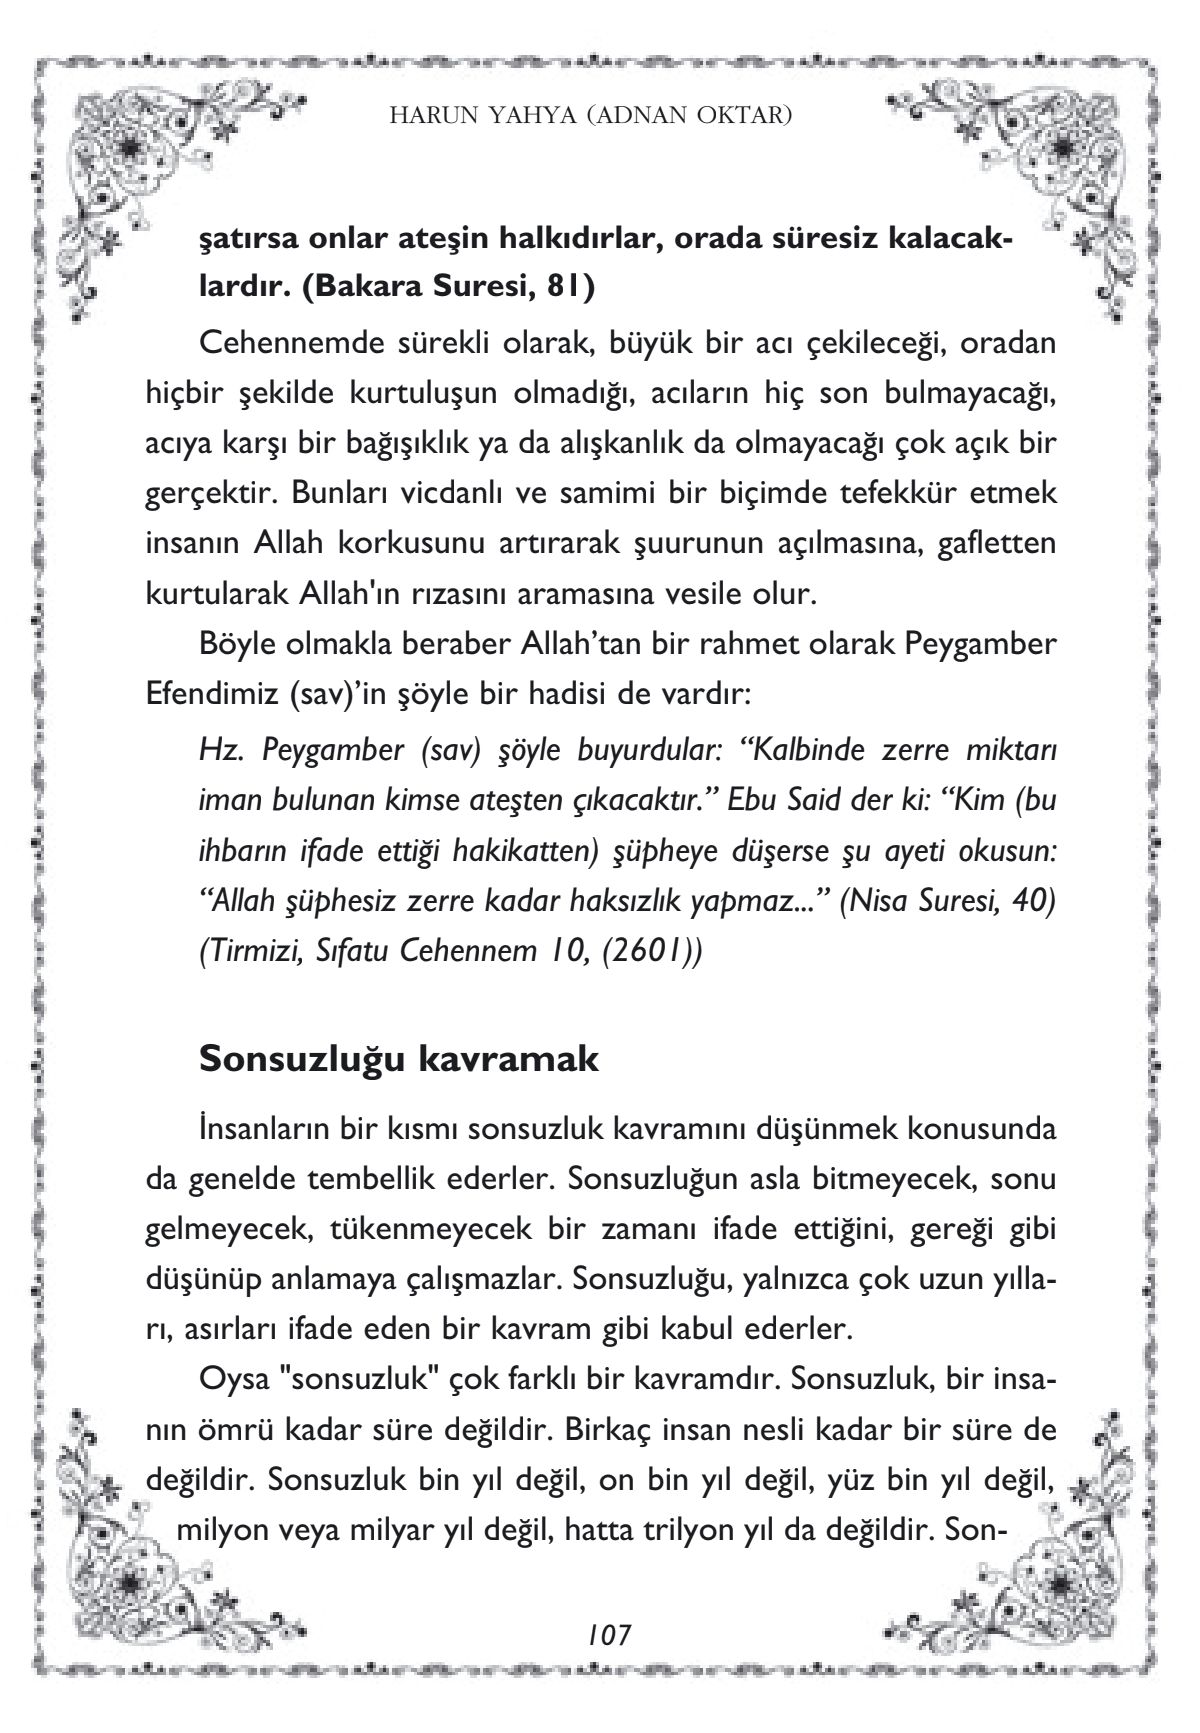 HARUN YAHYA (ADNAN OKTAR)
şatırsa onlar ateşin halkıdırlar, orada süresiz kalacak-
lardır. (Bakara Suresi, 81)
Cehennemde sürekli olarak, büyük bir acı çekileceği, oradan
hiçbir şekilde kurtuluşun olmadığı, acıların hiç son bulmayacağı,
acıya karşı bir bağışıklık ya da alışkanlık da olmayacağı çok açık bir
gerçektir. Bunları vicdanlı ve samimi bir biçimde tefekkür etmek
insanın Allah korkusunu artırarak şuurunun açılmasına, gafletten
kurtularak Allah'ın rızasını aramasına vesile olur.
Böyle olmakla beraber Allah’tan bir rahmet olarak Peygamber
Efendimiz (sav)’in şöyle bir hadisi de vardır:
Hz. Peygamber (sav) şöyle buyurdular: “Kalbinde zerre miktarı
iman bulunan kimse ateşten çıkacaktır.” Ebu Said der ki: “Kim (bu
ihbarın ifade ettiği hakikatten) şüpheye düşerse şu ayeti okusun:
“Allah şüphesiz zerre kadar haksızlık yapmaz...” (Nisa Suresi, 40)
(Tirmizi, Sıfatu Cehennem 10, (2601))
Sonsuzluğu kavramak
İnsanların bir kısmı sonsuzluk kavramını düşünmek konusunda
da genelde tembellik ederler. Sonsuzluğun asla bitmeyecek, sonu
gelmeyecek, tükenmeyecek bir zamanı ifade ettiğini, gereği gibi
düşünüp anlamaya çalışmazlar. Sonsuzluğu, yalnızca çok uzun yılla-
rı, asırları ifade eden bir kavram gibi kabul ederler.
Oysa "sonsuzluk" çok farklı bir kavramdır. Sonsuzluk, bir insa-
nın ömrü kadar süre değildir. Birkaç insan nesli kadar bir süre de
değildir. Sonsuzluk bin yıl değil, on bin yıl değil, yüz bin yıl değil,
milyon veya milyar yıl değil, hatta trilyon yıl da değildir. Son-
107